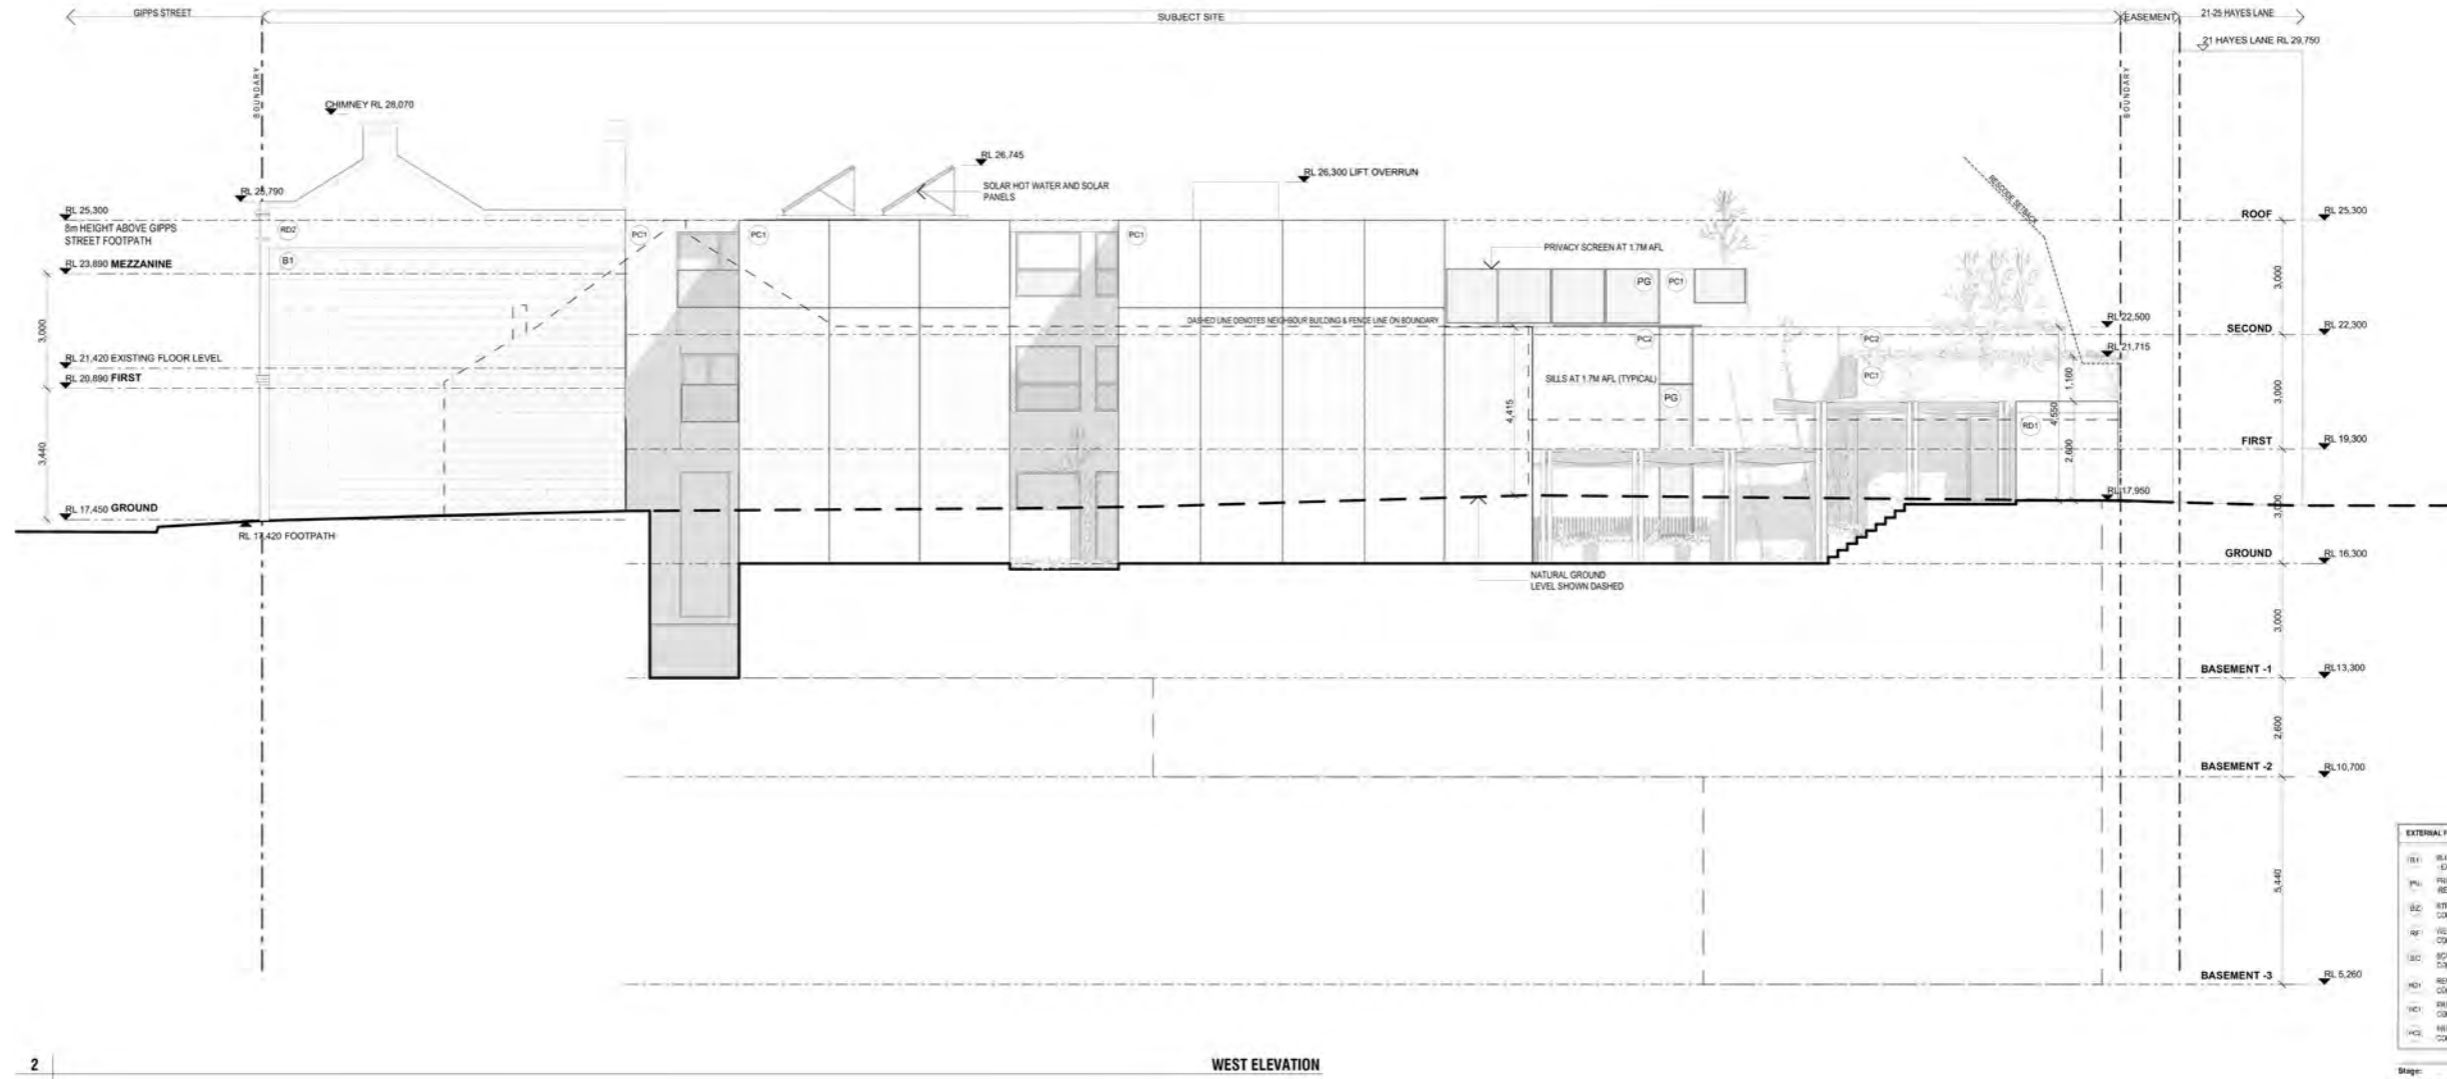 GIPPS STREET
SUBJECT SITE
EASEMENT
21-25 HAYES LANE
21 HAYES LANE RL 29,750
BOUNDARY
BOUNDARY
CHIMNEY RL 28,070
RL 26,745
SOLAR HOT WATER AND SOLAR
PANELS
RL 26,300 LIFT OVERRUN
RESCODE SETBACK
RL 25,790
RL 25,300
8m HEIGHT ABOVE GIPPS
STREET FOOTPATH
RD2
PC1
PC1
PC1
ROOF
RL 25,300
B1
RL 23,890 MEZZANINE
PRIVACY SCREEN AT 1.7M AFL
PG
PC1
3,000
DASHED LINE DENOTES NEIGHBOUR BUILDING & FENCE LINE ON BOUNDARY
RL 22,500
SECOND
RL 22,300
3,000
PC2
PC2
RL 21,715
RL 21,420 EXISTING FLOOR LEVEL
RL 20,890 FIRST
SILLS AT 1.7M AFL (TYPICAL)
PC1
1,160
3,000
PG
4,415
4,550
RD1
FIRST
RL 19,300
3,440
2,600
RL 17,950
3,000
RL 17,450 GROUND
RL 17,420 FOOTPATH
GROUND
RL 16,300
NATURAL GROUND
LEVEL SHOWN DASHED
3,000
BASEMENT -1
RL13,300
2,600
BASEMENT -2
RL10,700
5,440
BASEMENT -3
RL 5,260
2
WEST ELEVATION
Stage: